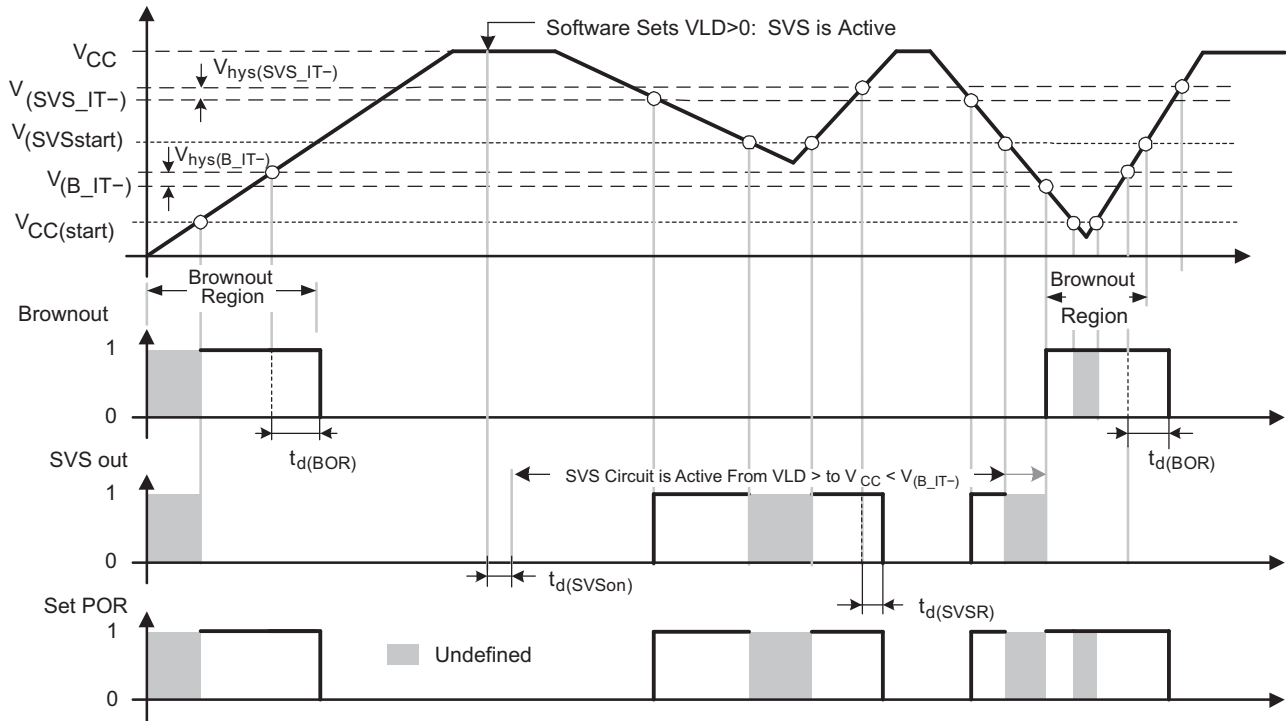 Software Sets VLD>0: SVS is Active
VCC
Vhys(SVS_IT−)
V(SVS_IT−)
V(SVSstart)
Vhys(B_IT−)
V(B_IT−)
VCC(start)
Brownout
Region
Brownout
Region
Brownout
1
0
td(BOR)
td(BOR)
SVS out
SVS Circuit is Active From VLD > to VCC < V(B_IT−)
1
0
td(SVSon)
td(SVSR)
Set POR
1
Undefined
0